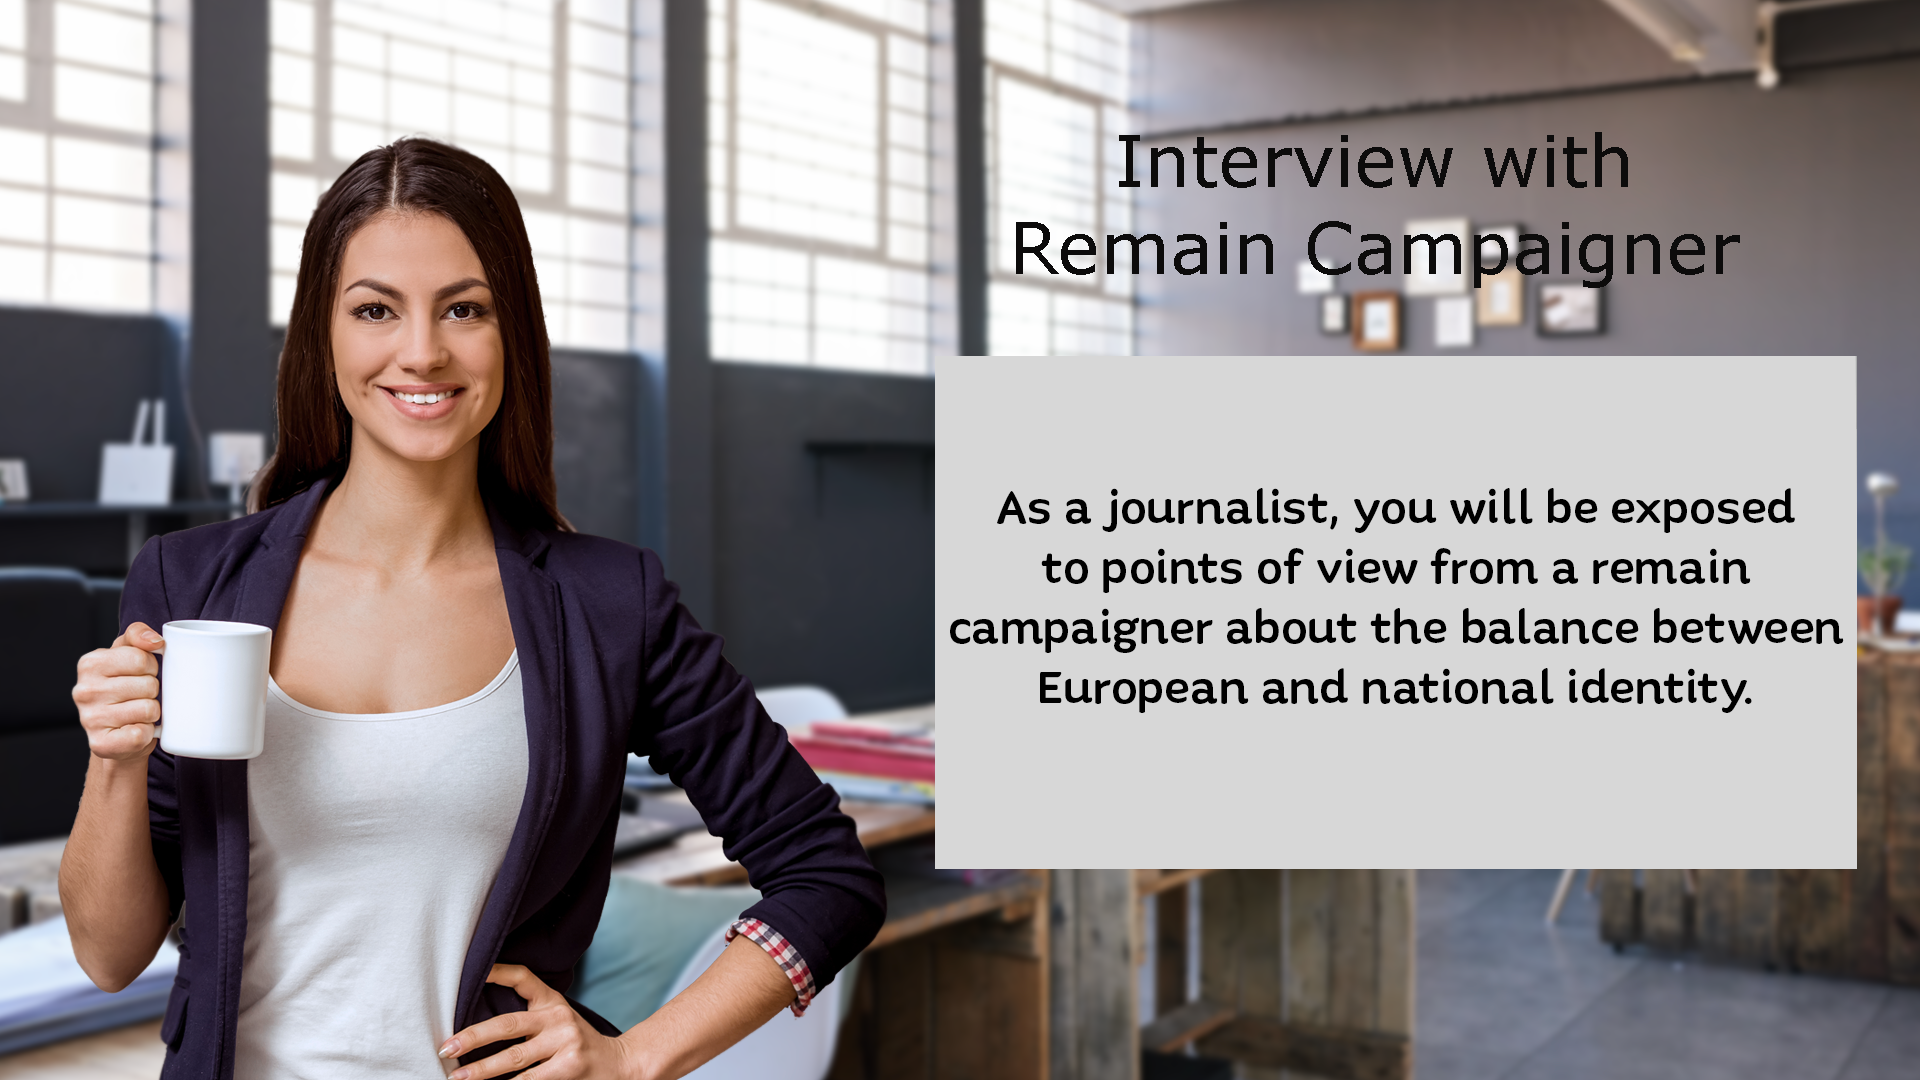 Interview with
Remain Campaigner
As a journalist, you will be exposed
to points of view from a remain
campaigner about the balance between
European and national identity.